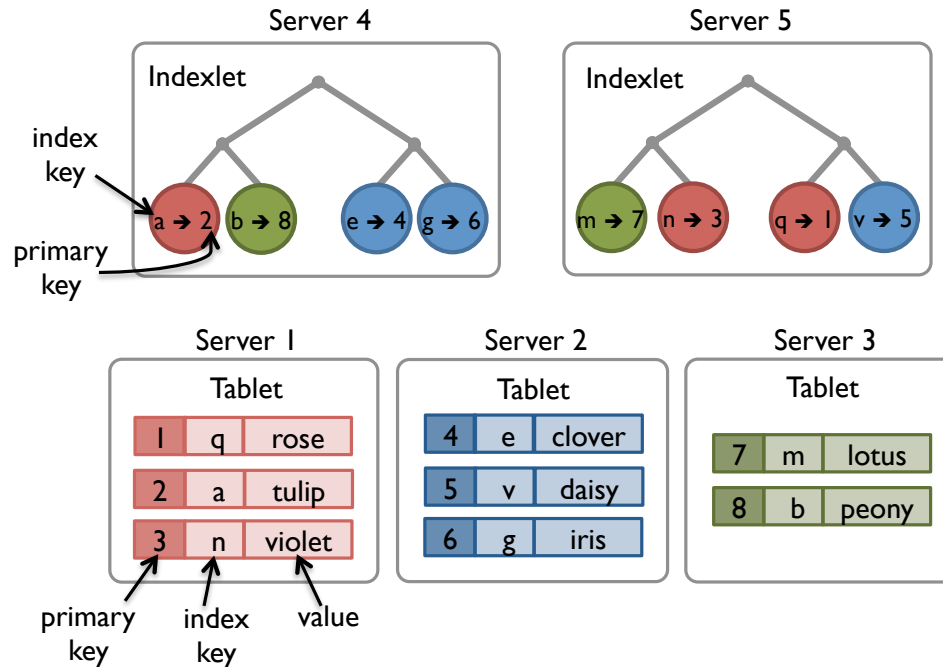 Server 4
Server 5
Indexlet
Indexlet
index
key
a ➔ 2
b ➔ 8
e ➔ 4
g ➔ 6
m ➔ 7
n ➔ 3
q ➔ 1
v ➔ 5
primary
key
Server 1
Server 2
Server 3
Tablet
Tablet
Tablet
1 q rose
2 a tulip
3 n violet
4 e clover
5 v daisy
6 g iris
7 m lotus
8 b peony
primary
key
index
key
value